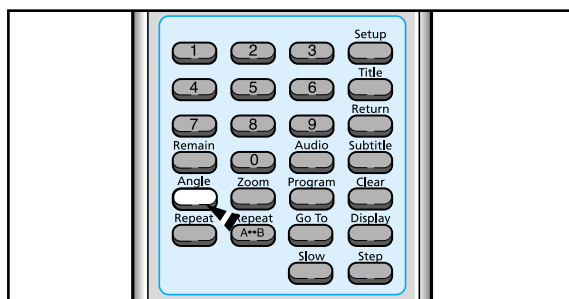 Setup
1 2 3
Title
4 5 6
Return
7 8 9
Remain Audio Subtitle
0
Angle Zoom Program Clear
Repeat Repeat Go To Display
A↔B
Slow Step